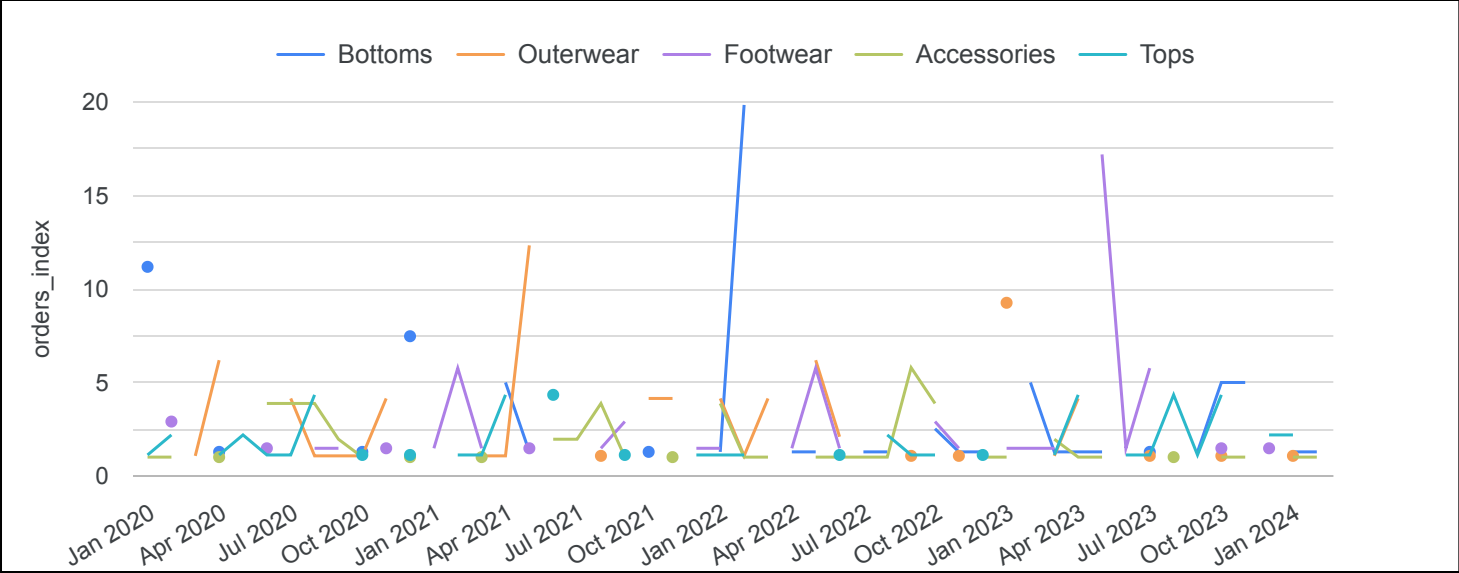 Bottoms Outerwear Footwear Accessories Tops
20
15
10
5
0
orders_index
Jan 2020 Apr 2020 Jul 2020 Oct 2020 Jan 2021 Apr 2021 Jul 2021 Oct 2021 Jan 2022 Apr 2022 Jul 2022 Oct 2022 Jan 2023 Apr 2023 Jul 2023 Oct 2023 Jan 2024